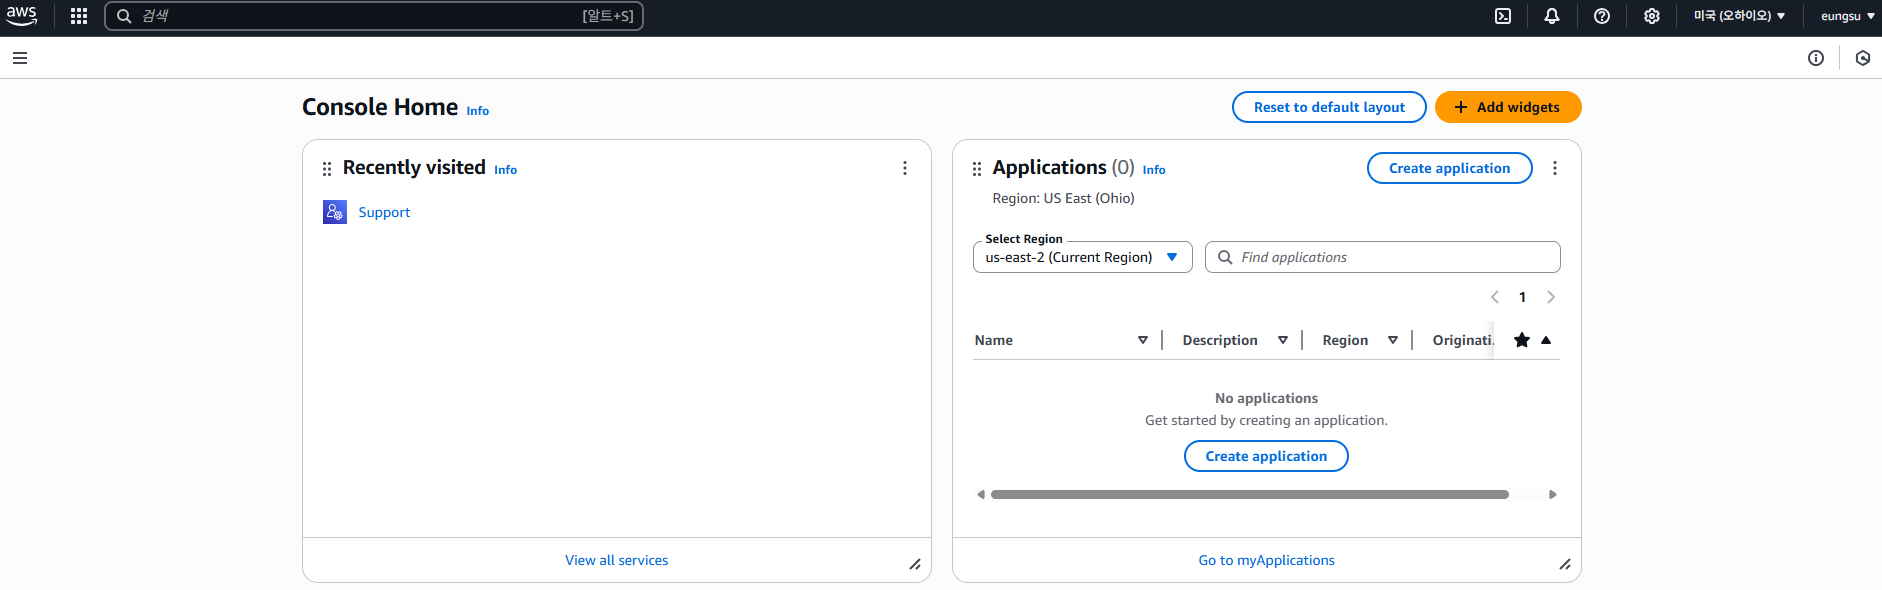 aws 검색 [알트+S] 미국 (오하이오) eungsu
Console Home Info Reset to default layout Add widgets
Recently visited Info
Support
View all services
Applications (0) Info Create application
Region: US East (Ohio)
Select Region
us-east-2 (Current Region) Find applications
1
Name Description Region Originati.
No applications
Get started by creating an application.
Create application
Go to myApplications